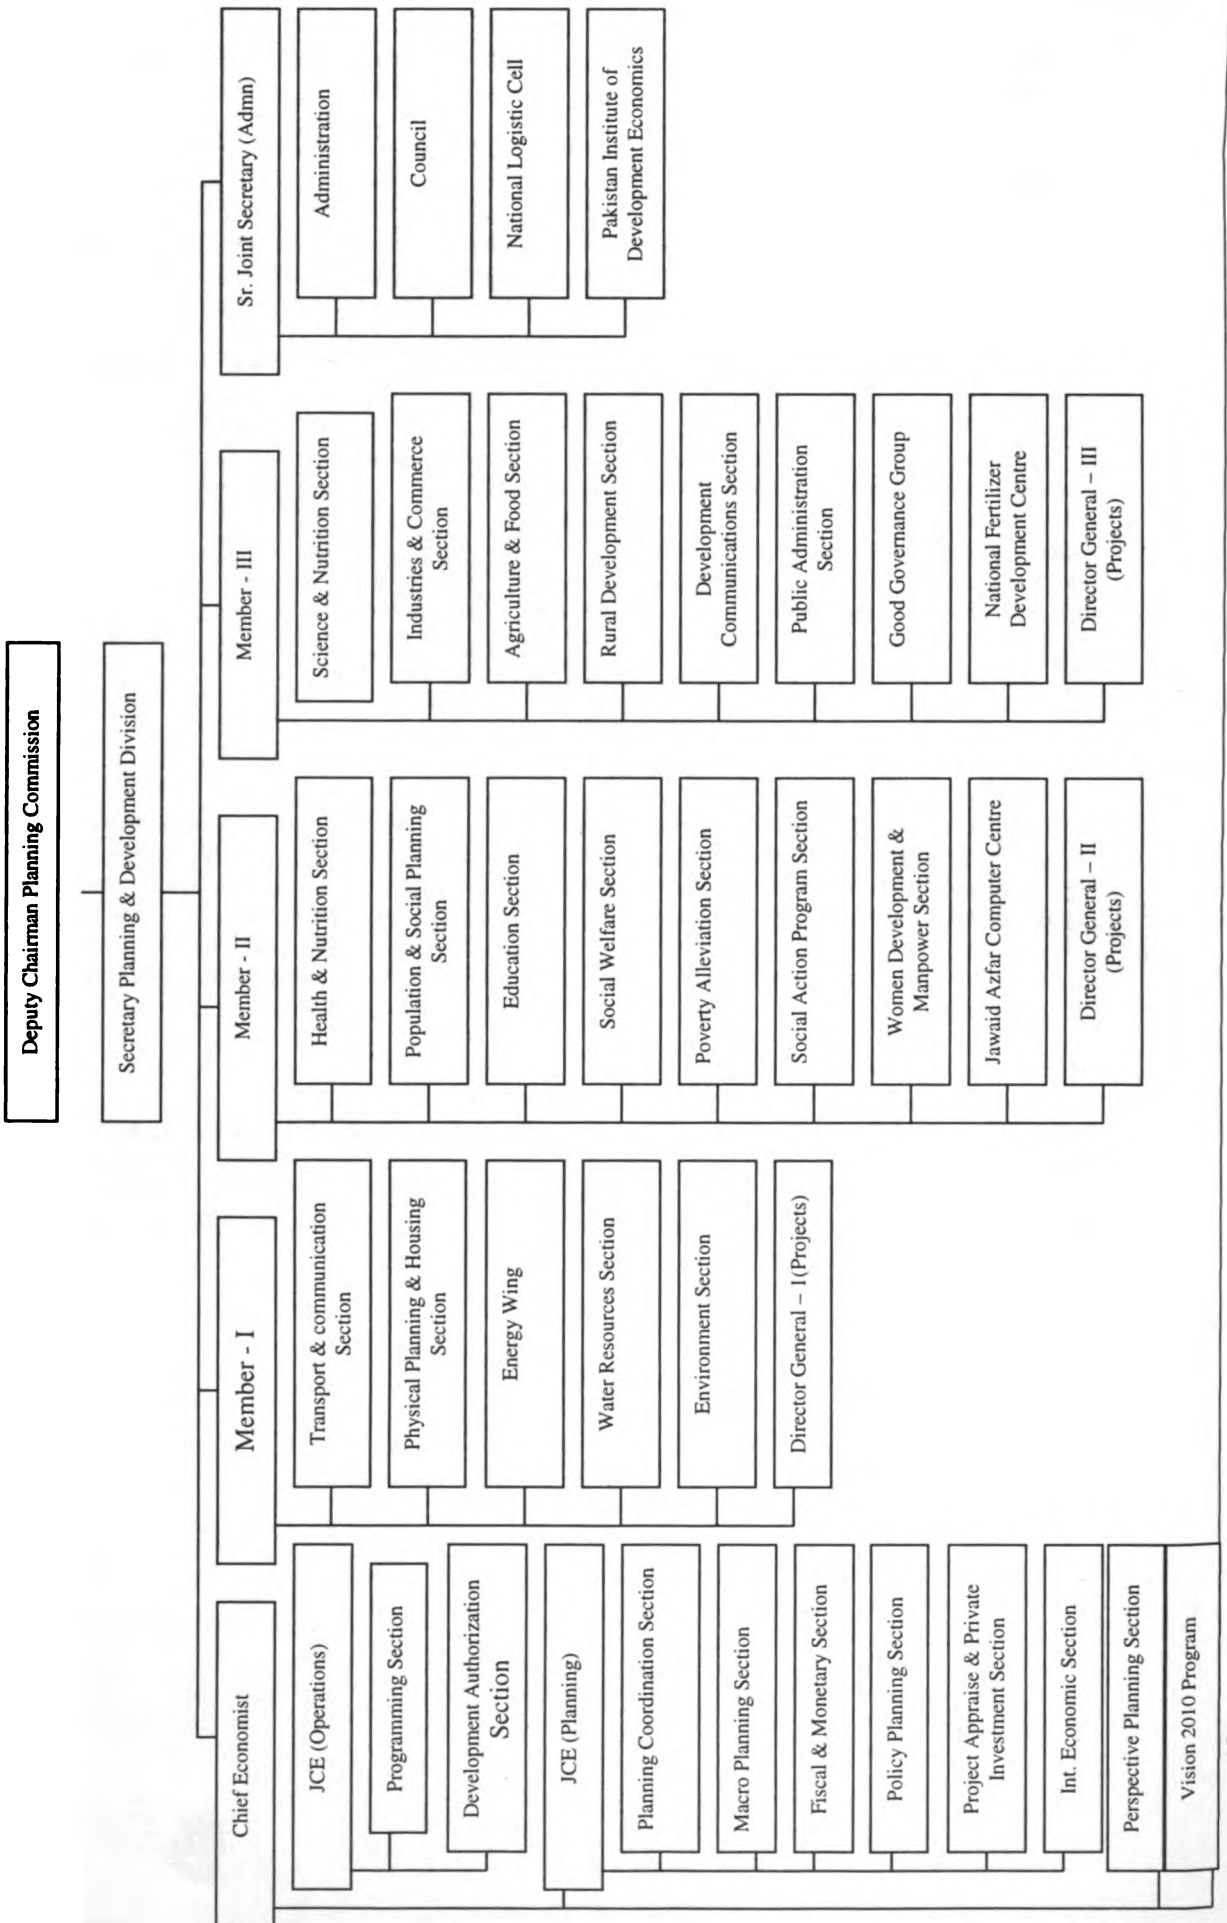 Deputy Chairman Planning Commission
Secretary Planning & Development Division
Chief Economist
JCE (Operations)
Programming Section
Development Authorization
Section
JCE (Planning)
Planning Coordination Section
Macro Planning Section
Fiscal & Monetary Section
Policy Planning Section
Project Appraise & Private
Investment Section
Int. Economic Section
Perspective Planning Section
Vision 2010 Program
Member - I
Transport & communication
Section
Physical Planning & Housing
Section
Energy Wing
Water Resources Section
Environment Section
Director General – 1(Projects)
Member - II
Health & Nutrition Section
Population & Social Planning
Section
Education Section
Social Welfare Section
Poverty Alleviation Section
Social Action Program Section
Women Development &
Manpower Section
Jawaid Azfar Computer Centre
Director General – II
(Projects)
Member - III
Science & Nutrition Section
Industries & Commerce
Section
Agriculture & Food Section
Rural Development Section
Development
Communications Section
Public Administration
Section
Good Governance Group
National Fertilizer
Development Centre
Director General – III
(Projects)
Sr. Joint Secretary (Admn)
Administration
Council
National Logistic Cell
Pakistan Institute of
Development Economics